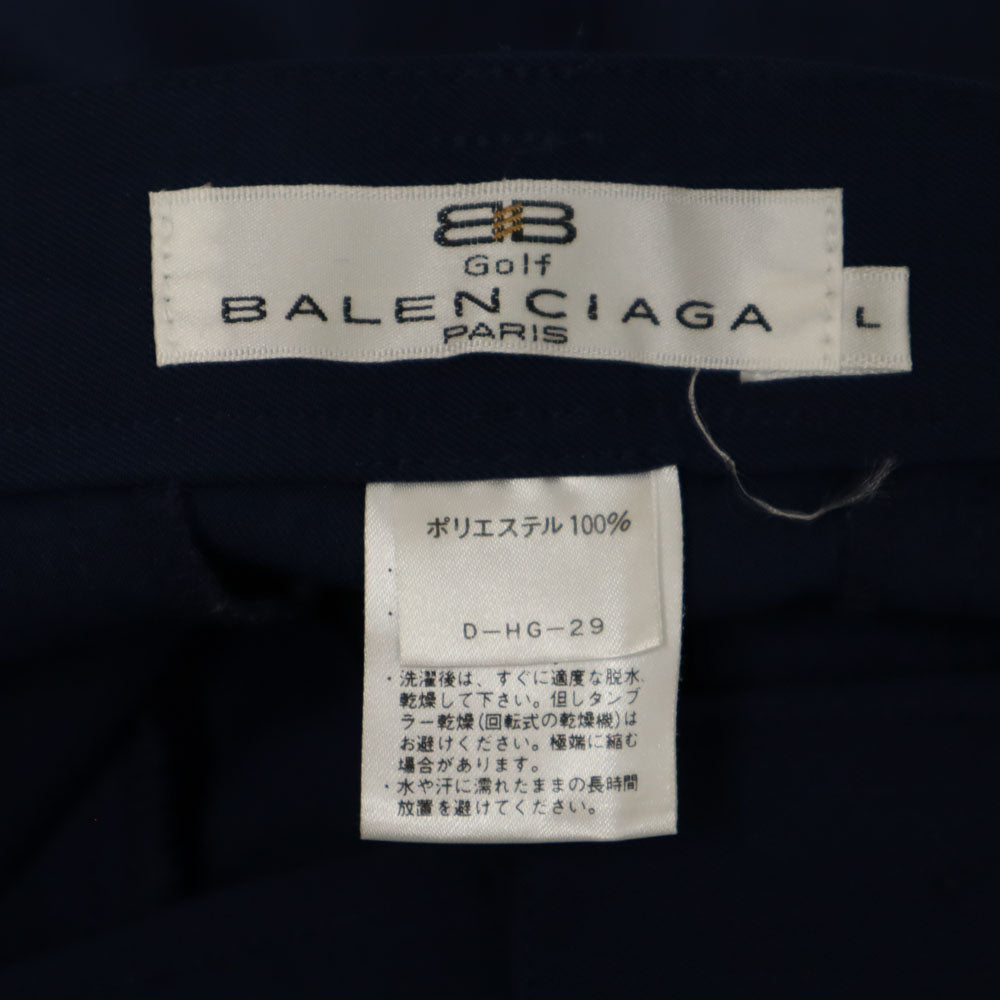 BB
Golf
BALENCIAGA
PARIS
L
ポリエステル 100%
D-HG-29
・洗濯後は、すぐに適度な脱水、
乾燥して下さい。但しタンブ
ラー乾燥(回転式の乾燥機)は
お避けください。極端に縮む
場合があります。
・水や汗に濡れたままの長時間
放置を避けてください。